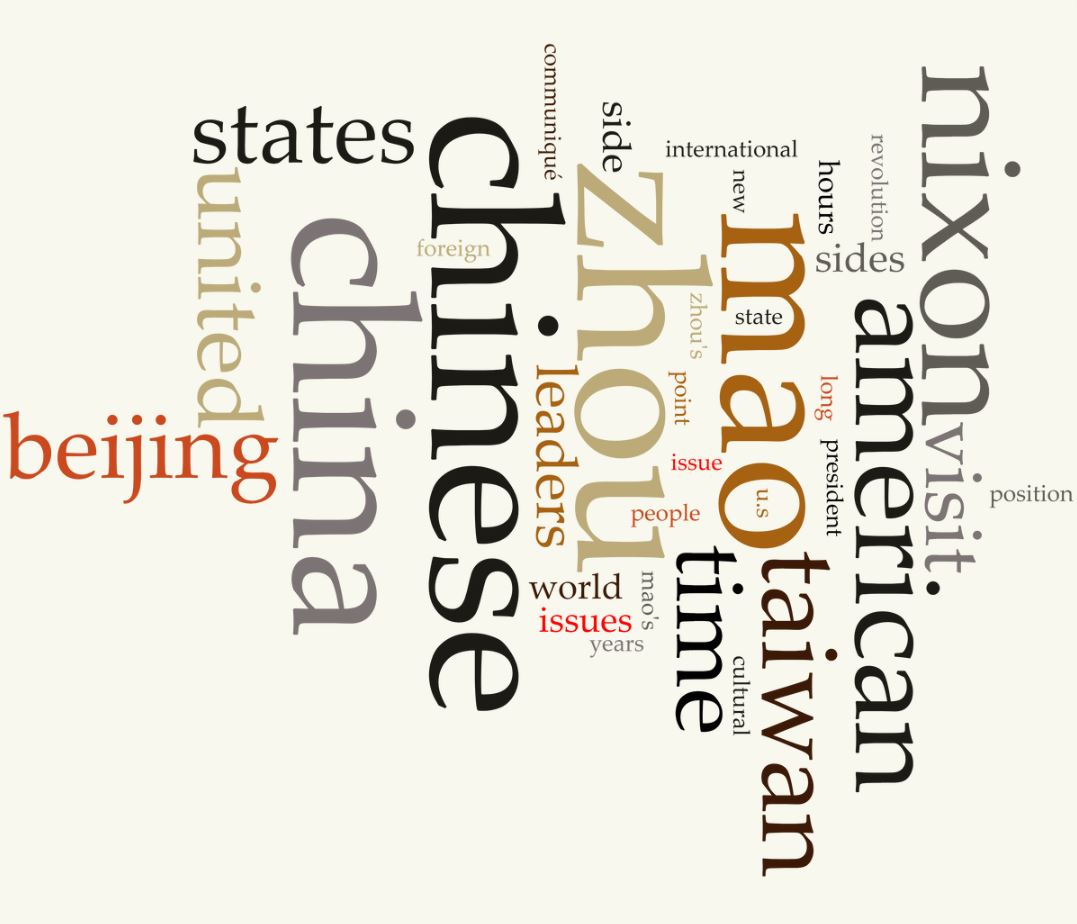 communiqué
nixon
side
states
chinese
revolution
international
hours
united
zhou
new
mao
china
foreign
sides
zhou's
american
state
leaders
point
long
beijing
visit
president
issue
u.s
position
people
time
taiwan
world
mao's
issues
years
cultural